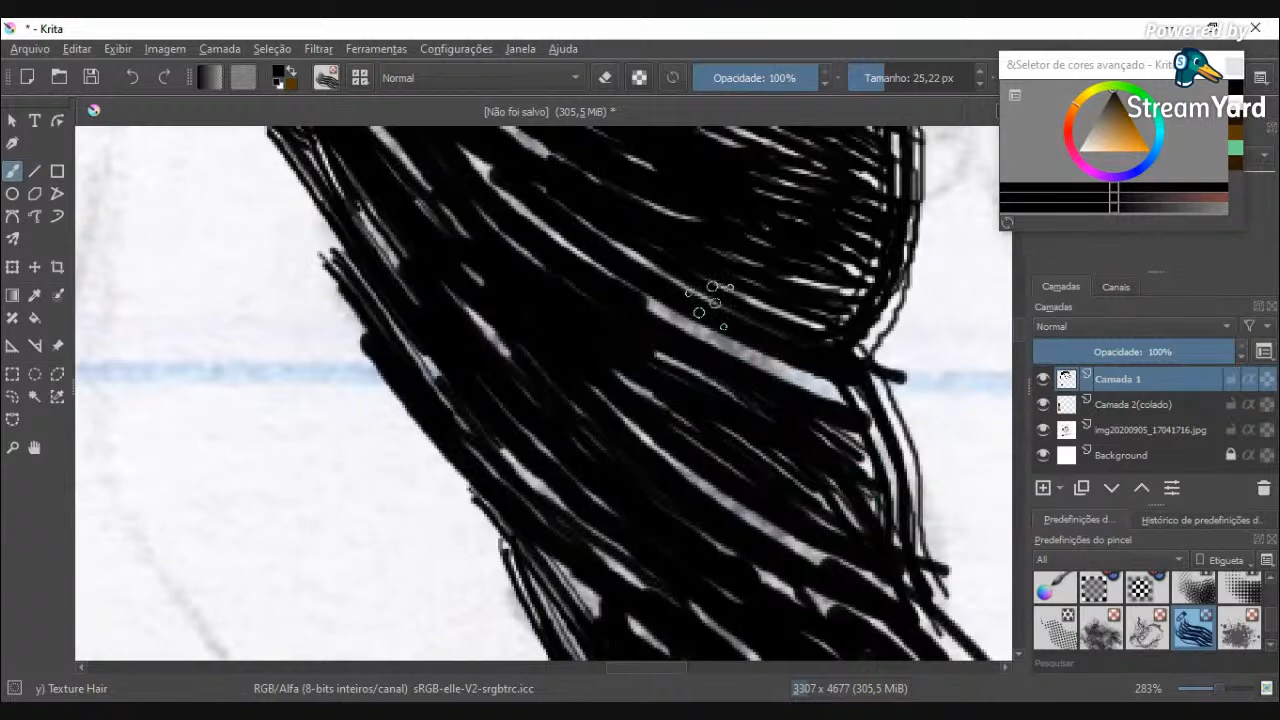 * - Krita
Powered by
Arquivo Editar Exibir Imagem Camada Seleção Filtrar Ferramentas Configurações Janela Ajuda
Normal
Opacidade: 100%
Tamanho: 25,22 px
&Seletor de cores avançado - Krit
StreamYard
[Não foi salvo] (305,5 MiB) *
Camadas Canais
Camadas
Normal
Opacidade: 100%
Camada 1
Camada 2(colado)
img20200905_17041716.jpg
Background
Predefinições d... Histórico de predefinições d...
Predefinições do pincel
All
Etiqueta
Pesquisar
y) Texture Hair
RGB/Alfa (8-bits inteiros/canal) sRGB-elle-V2-srgbtrc.icc
3307 x 4677 (305,5 MiB)
283%